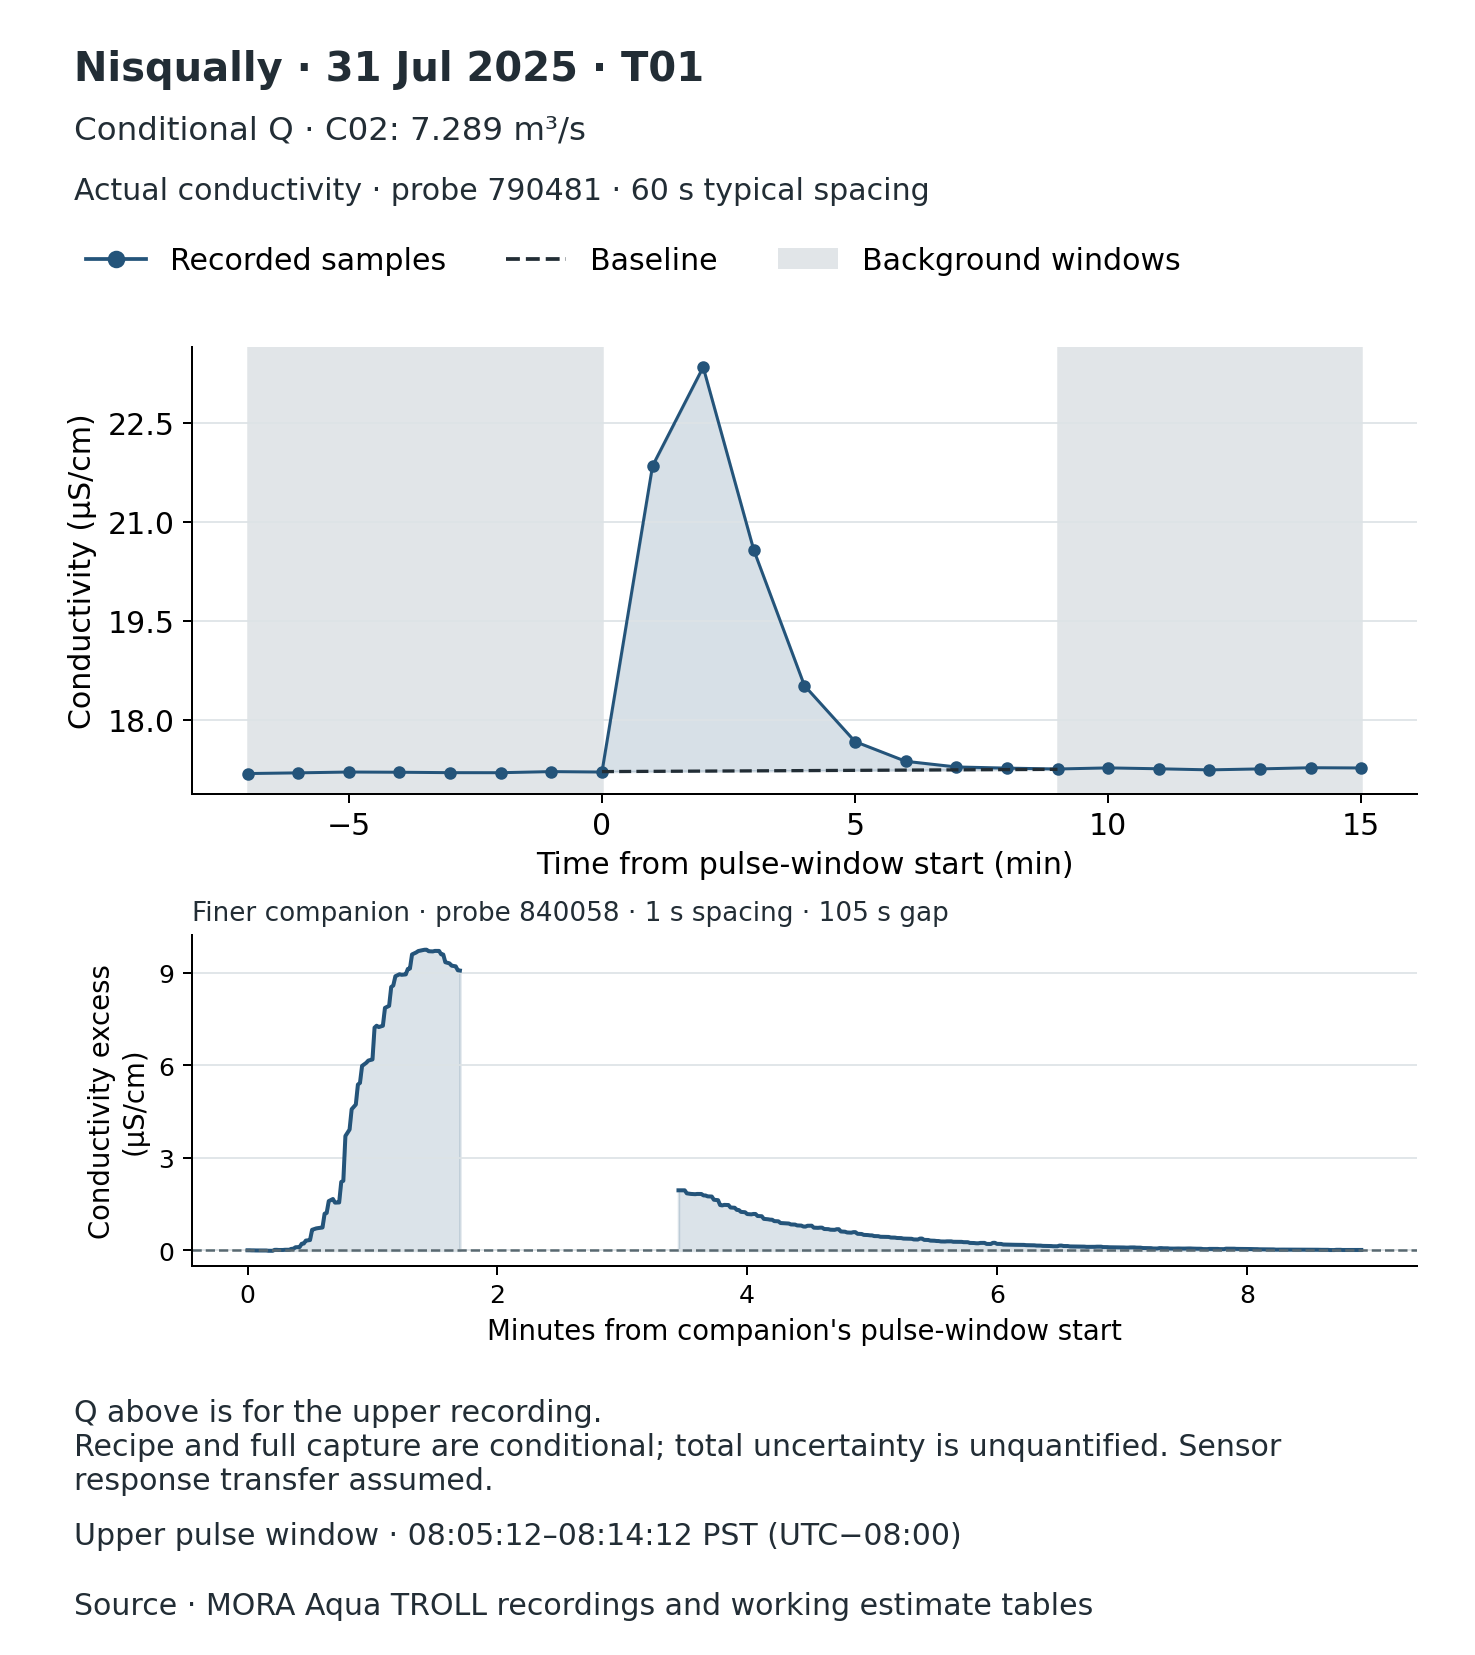 Nisqually · 31 Jul 2025 · T01
Conditional Q · C02: 7.289 m³/s
Actual conductivity · probe 790481 · 60 s typical spacing
Recorded samples
Baseline
Background windows
Conductivity (µS/cm)
22.5
21.0
19.5
18.0
−5
0
5
10
15
Time from pulse-window start (min)
Finer companion · probe 840058 · 1 s spacing · 105 s gap
Conductivity excess
(µS/cm)
9
6
3
0
0
2
4
6
8
Minutes from companion's pulse-window start
Q above is for the upper recording.
Recipe and full capture are conditional; total uncertainty is unquantified. Sensor
response transfer assumed.
Upper pulse window · 08:05:12–08:14:12 PST (UTC−08:00)
Source · MORA Aqua TROLL recordings and working estimate tables